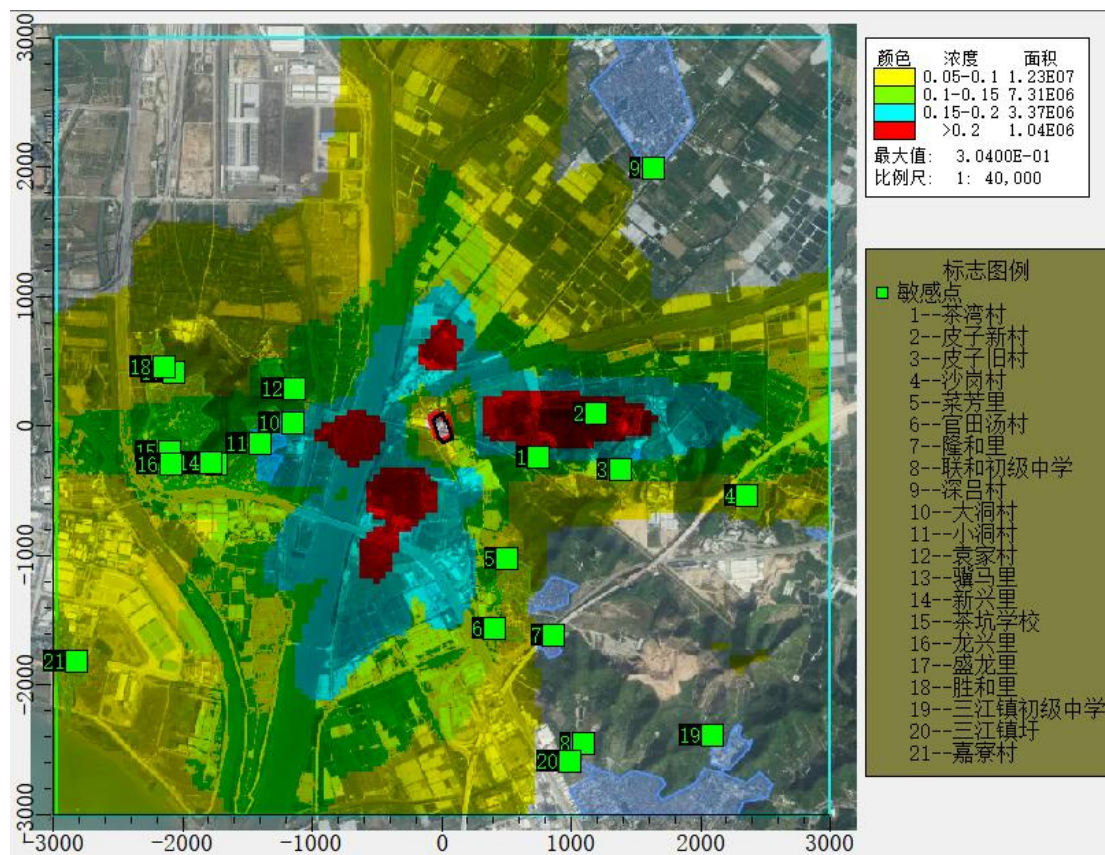 颜色 浓度 面积
0.05-0.1 1.23E07
0.1-0.15 7.31E06
0.15-0.2 3.37E06
>0.2 1.04E06
最大值: 3.0400E-01
比例尺: 1: 40,000
标志图例
敏感点
1--茶湾村
2--皮子新村
3--皮子旧村
4--沙岗村
5--菜芳里
6--官田汤村
7--隆和里
8--联和初级中学
9--深吕村
10--大洞村
11--小洞村
12--袁家村
13--骥马里
14--新兴里
15--茶坑学校
16--龙兴里
17--盛龙里
18--胜和里
19--三江镇初级中学
20--三江镇圩
21--嘉寮村
3000
2000
1000
0
-1000
-2000
-3000
-3000 -2000 -1000 0 1000 2000 3000
9
18
12
10
11
15
16
14
1
2
3
4
5
6
7
21
8
20
19